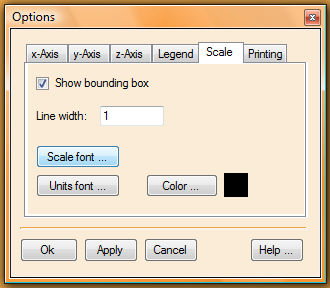 Options
x-Axis y-Axis z-Axis Legend Scale Printing
Show bounding box
Line width: 1
Scale font ...
Units font ... Color ...
Ok Apply Cancel Help ...